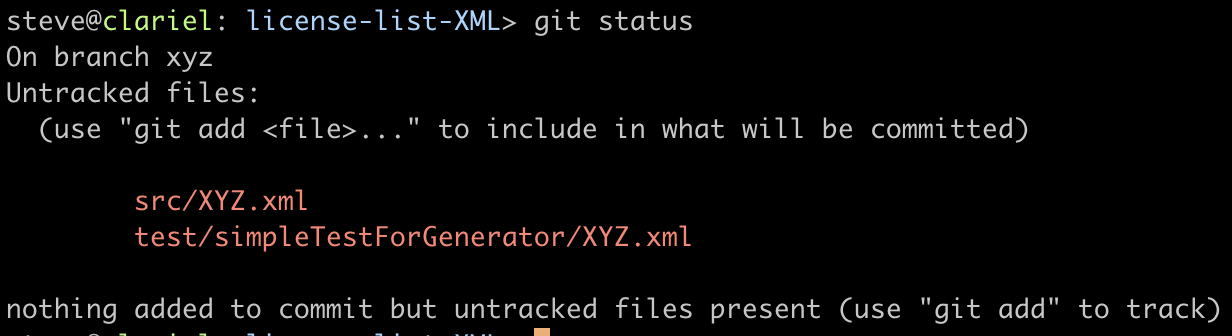 steve@clariel: license-list-XML> git status
On branch xyz
Untracked files:
  (use "git add <file>..." to include in what will be committed)

        src/XYZ.xml
        test/simpleTestForGenerator/XYZ.xml

nothing added to commit but untracked files present (use "git add" to track)